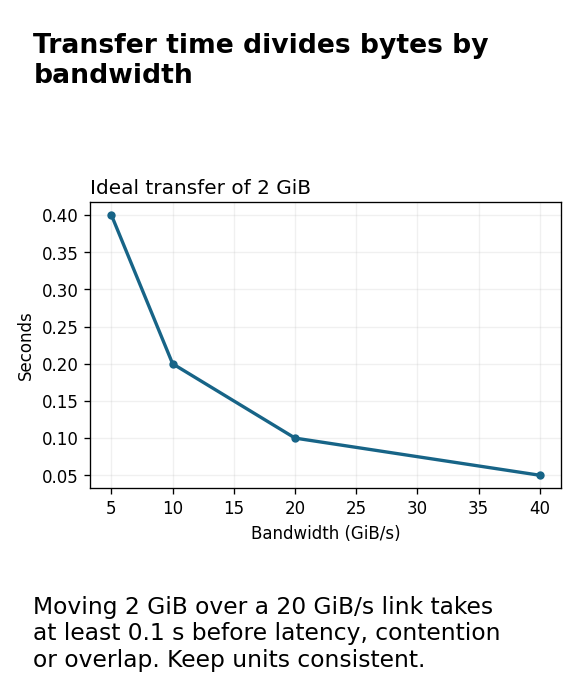 Transfer time divides bytes by
bandwidth
Ideal transfer of 2 GiB
0.40
0.35
0.30
0.25
0.20
0.15
0.10
0.05
Seconds
5 10 15 20 25 30 35 40
Bandwidth (GiB/s)
Moving 2 GiB over a 20 GiB/s link takes
at least 0.1 s before latency, contention
or overlap. Keep units consistent.